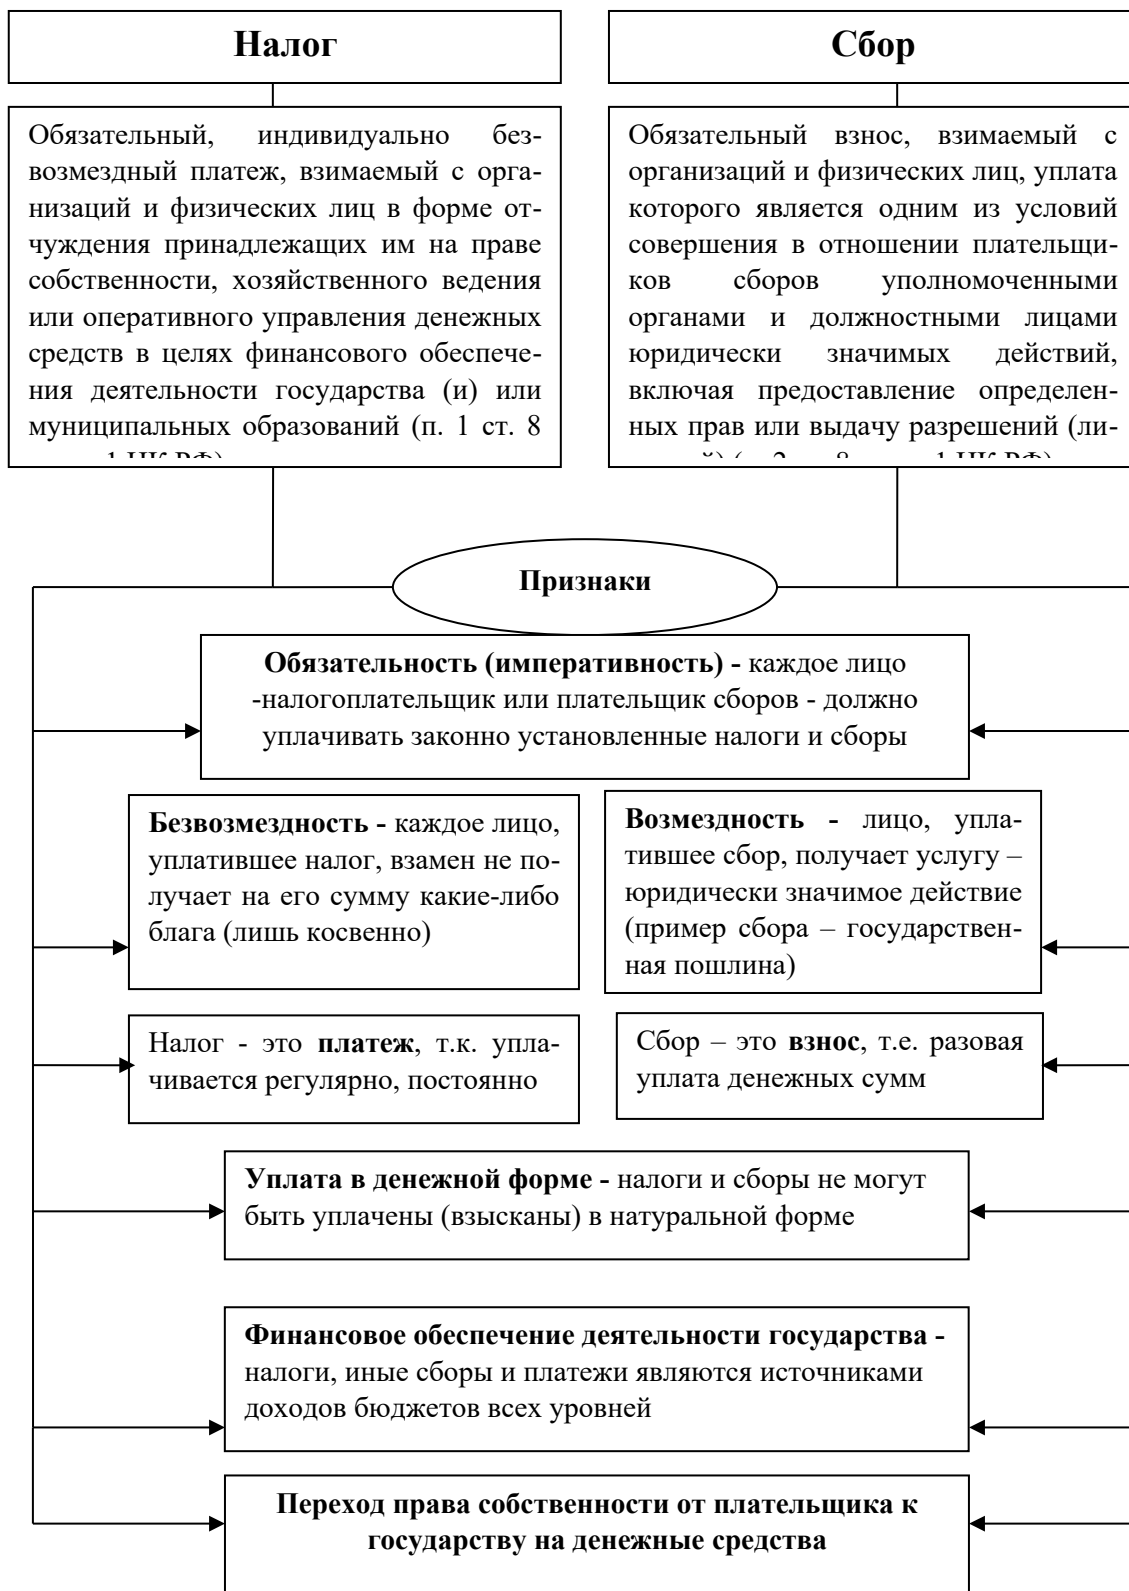 Налог
Сбор
Обязательный, индивидуально без-
возмездный платеж, взимаемый с орга-
низаций и физических лиц в форме от-
чуждения принадлежащих им на праве
собственности, хозяйственного ведения
или оперативного управления денежных
средств в целях финансового обеспече-
ния деятельности государства (и) или
муниципальных образований (п. 1 ст. 8
Обязательный взнос, взимаемый с
организаций и физических лиц, уплата
которого является одним из условий
совершения в отношении плательщи-
ков сборов уполномоченными
органами и должностными лицами
юридически значимых действий,
включая предоставление определен-
ных прав или выдачу разрешений (ли-
Признаки
Обязательность (императивность) - каждое лицо
-налогоплательщик или плательщик сборов - должно
уплачивать законно установленные налоги и сборы
Безвозмездность - каждое лицо,
уплатившее налог, взамен не по-
лучает на его сумму какие-либо
блага (лишь косвенно)
Возмездность - лицо, упла-
тившее сбор, получает услугу –
юридически значимое действие
(пример сбора – государствен-
ная пошлина)
Налог - это платеж, т.к. упла-
чивается регулярно, постоянно
Сбор – это взнос, т.е. разовая
уплата денежных сумм
Уплата в денежной форме - налоги и сборы не могут
быть уплачены (взысканы) в натуральной форме
Финансовое обеспечение деятельности государства -
налоги, иные сборы и платежи являются источниками
доходов бюджетов всех уровней
Переход права собственности от плательщика к
государству на денежные средства